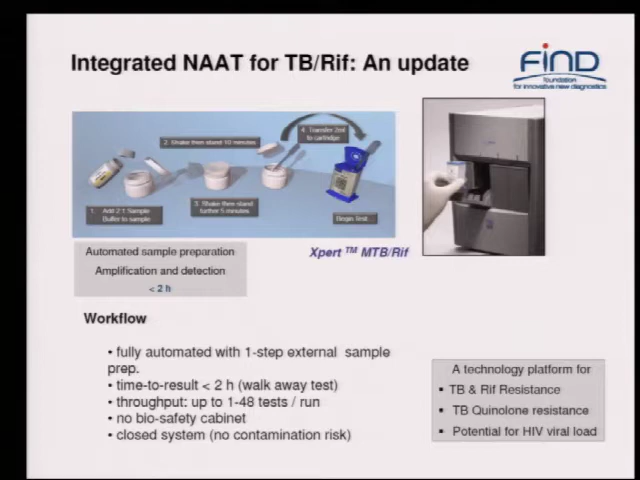 Integrated NAAT for TB/Rif: An update
FIND
foundation
for innovative new diagnostics
2. Shake then stand 10 minutes
4. Transfer 2ml
to cartridge
1. Add 2:1 Sample
Buffer to sample
3. Shake then stand
further 5 minutes
Begin Test
Automated sample preparation
Amplification and detection
< 2 h
Xpert ™ MTB/Rif
Workflow
• fully automated with 1-step external sample
prep.
• time-to-result < 2 h (walk away test)
• throughput: up to 1-48 tests / run
• no bio-safety cabinet
• closed system (no contamination risk)
A technology platform for
▪ TB & Rif Resistance
▪ TB Quinolone resistance
▪ Potential for HIV viral load